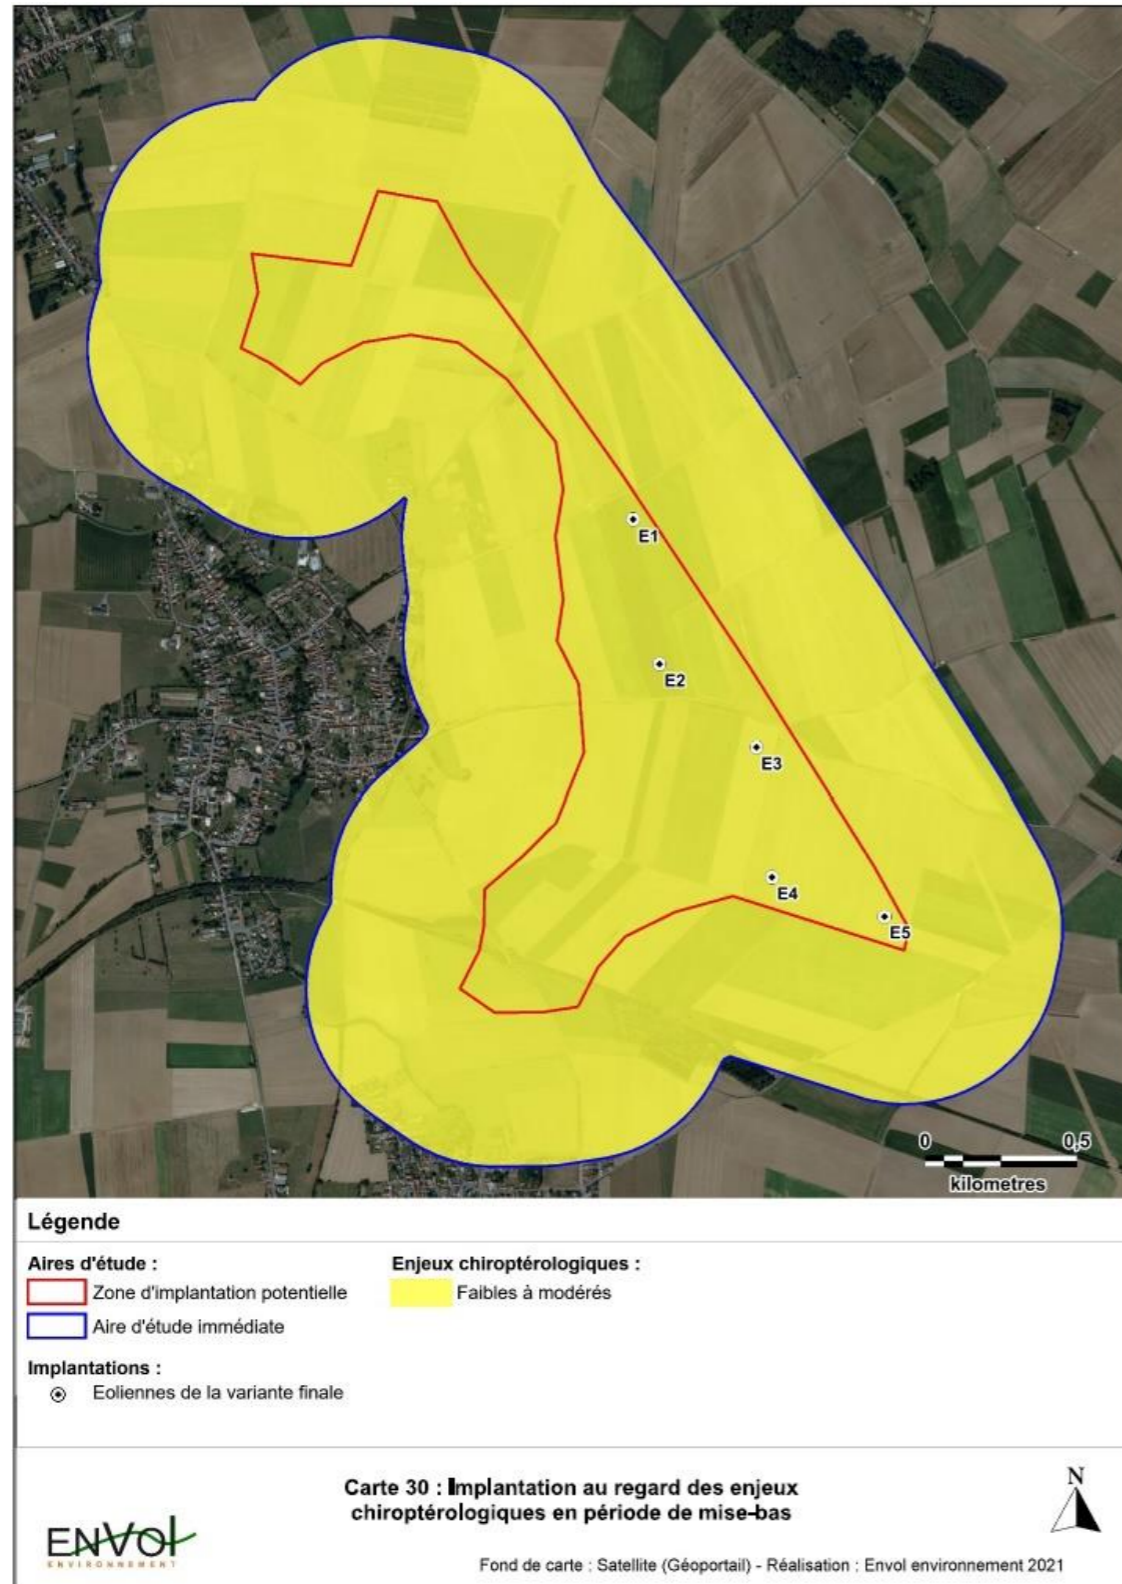 E1
E2
E3
E4
E5
0 0,5
kilometres
Légende
Aires d'étude :
Zone d'implantation potentielle
Aire d'étude immédiate
Enjeux chiroptérologiques :
Faibles à modérés
Implantations :
Eoliennes de la variante finale
Carte 30 : Implantation au regard des enjeux
chiroptérologiques en période de mise-bas
N
ENVOl
ENVIRONNEMENT
Fond de carte : Satellite (Géoportail) - Réalisation : Envol environnement 2021